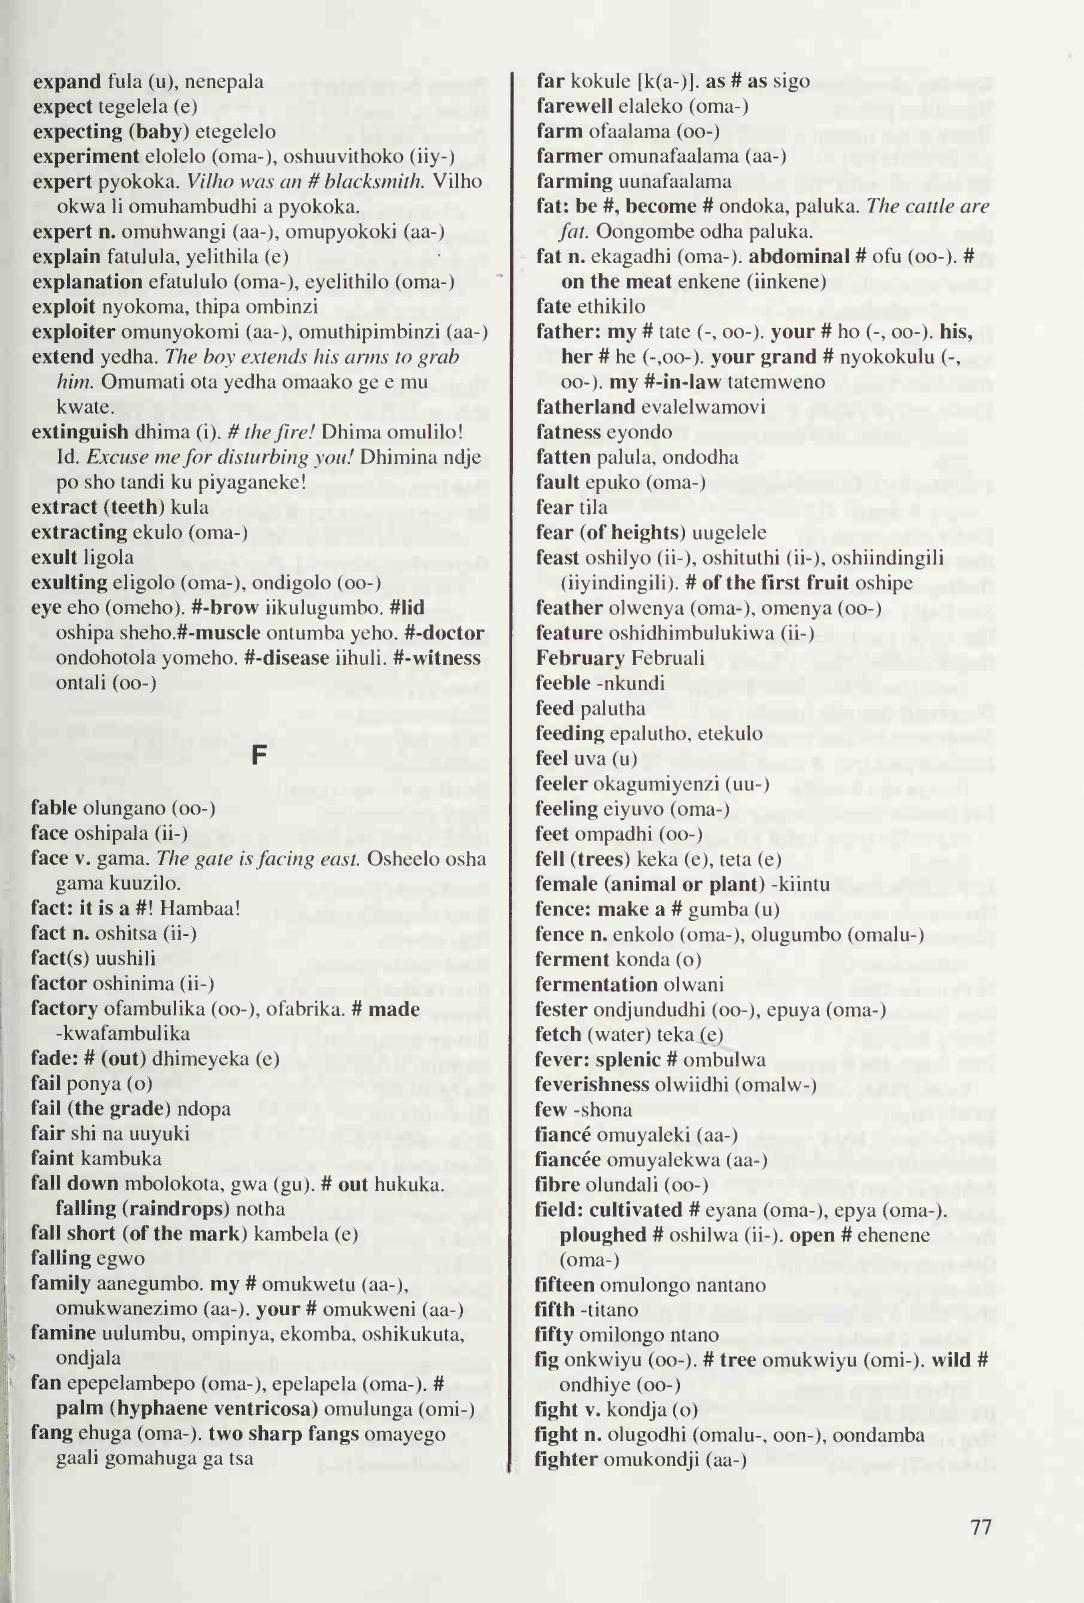 expand fula (u), nenepala
expect tegelela (e)
expecting (baby) etegelelo
experiment elolelo (oma-), oshuuvithoko (iiy-)
expert pyokoka. Vilho was an # blacksmith. Vilho
okwa li omuhambudhi a pyokoka.
expert n. omuhwangi (aa-), omupyokoki (aa-)
explain fatulula, yelithila (e)
explanation efatululo (oma-), eyelithilo (oma-)
exploit nyokoma, thipa ombinzi
exploiter omunyokomi (aa-), omuthipimbinzi (aa-)
extend yedha. The boy extends his arms to grab
him. Omumati ota yedha omaako ge e mu
kwate.
extinguish dhima (i). # the fire! Dhima omulilo!
Id. Excuse me for disturbing you! Dhimina ndje
po sho tandi ku piyaganeke!
extract (teeth) kula
extracting ekulo (oma-)
exult ligola
exulting eligolo (oma-), ondigolo (oo-)
eye eho (omeho). #-brow iikulugumbo. #lid
oshipa sheho.#-muscle ontumba yeho. #-doctor
ondohotola yomeho. #-disease iihuli. #-witness
ontali (oo-)
F
fable olungano (oo-)
face oshipala (ii-)
face v. gama. The gate is facing east. Osheelo osha
gama kuuzilo.
fact: it is a #! Hambaa!
fact n. oshitsa (ii-)
fact(s) uushili
factor oshinima (ii-)
factory ofambulika (oo-), ofabrika. # made
-kwafambulika
fade: # (out) dhimeyeka (e)
fail ponya (o)
fail (the grade) ndopa
fair shi na uuyuki
faint kambuka
fall down mbolokota, gwa (gu). # out hukuka.
falling (raindrops) notha
fall short (of the mark) kambela (e)
falling egwo
family aanegumbo. my # omukwetu (aa-),
omukwanezimo (aa-). your # omukweni (aa-)
famine uulumbu, ompinya, ekomba, oshikukuta,
ondjala
fan epepelambepo (oma-), epelapela (oma-). #
palm (hyphaene ventricosa) omulunga (omi-)
fang ehuga (oma-). two sharp fangs omayego
gaali gomahuga ga tsa
far kokule [k(a-)]. as # as sigo
farewell elaleko (oma-)
farm ofaalama (oo-)
farmer omunafaalama (aa-)
farming uunafaalama
fat: be #, become # ondoka, paluka. The cattle are
fat. Oongombe odha paluka.
fat n. ekagadhi (oma-). abdominal # ofu (oo-). #
on the meat enkene (iinkene)
fate ethikilo
father: my # tate (-, oo-). your # ho (-, oo-). his,
her # he (-,oo-). your grand # nyokokulu (-,
oo-). my #-in-law tatemweno
fatherland evalelwamovi
fatness eyondo
fatten palula, ondodha
fault epuko (oma-)
fear tila
fear (of heights) uugelele
feast oshilyo (ii-), oshituthi (ii-), oshiindingili
(iiyindingili). # of the first fruit oshipe
feather olwenya (oma-), omenya (oo-)
feature oshidhimbulukiwa (ii-)
February Februali
feeble -nkundi
feed palutha
feeding epalutho, etekulo
feel uva (u)
feeler okagumiyenzi (uu-)
feeling eiyuvo (oma-)
feet ompadhi (oo-)
fell (trees) keka (e), teta (e)
female (animal or plant) -kiintu
fence: make a # gumba (u)
fence n. enkolo (oma-), olugumbo (omalu-)
ferment konda (o)
fermentation olwani
fester ondjundudhi (oo-), epuya (oma-)
fetch (water) teka (e)
fever: splenic # ombulwa
feverishness olwiidhi (omalw-)
few -shona
fiancé omuyaleki (aa-)
fiancée omuyalekwa (aa-)
fibre olundali (oo-)
field: cultivated # eyana (oma-), epya (oma-).
ploughed # oshilwa (ii-). open # ehenene
(oma-)
fifteen omulongo nantano
fifth -titano
fifty omilongo ntano
fig onkwiyu (oo-). # tree omukwiyu (omi-). wild #
ondhiye (oo-)
fight v. kondja (o)
fight n. olugodhi (omalu-, oon-), oondamba
fighter omukondji (aa-)
77